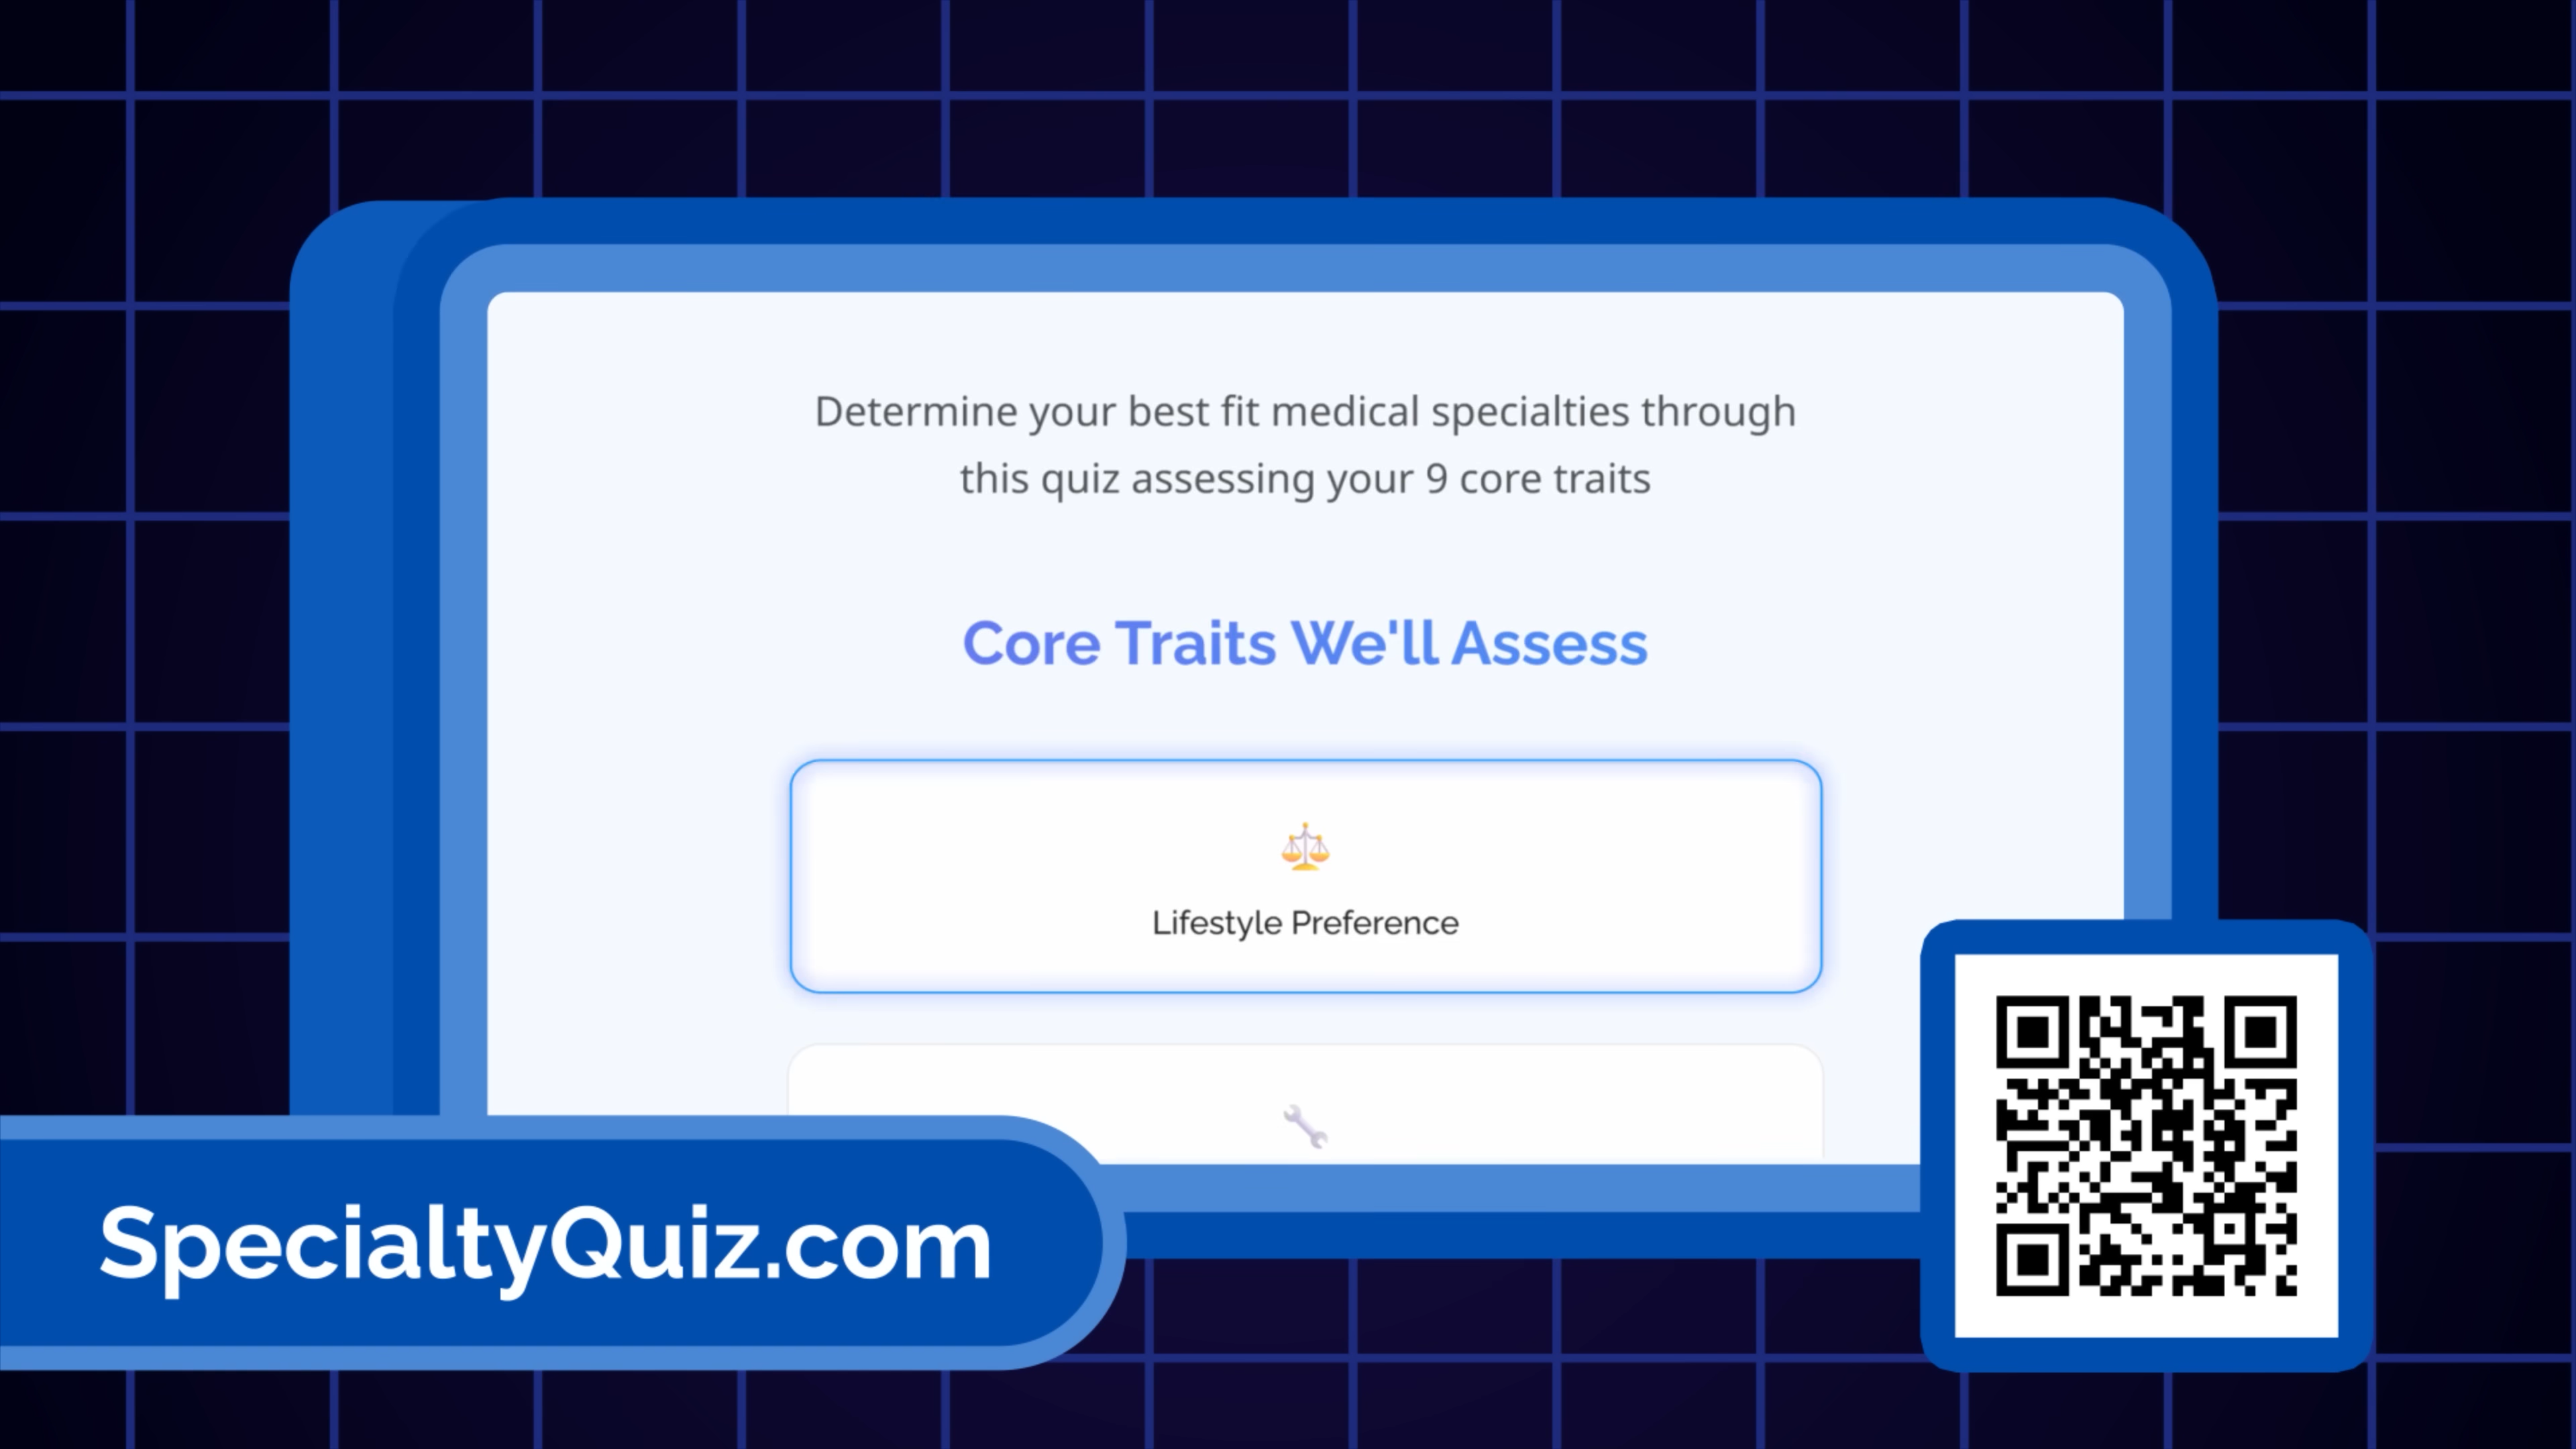 Determine your best fit medical specialties through
this quiz assessing your 9 core traits
Core Traits We'll Assess
Lifestyle Preference
SpecialtyQuiz.com